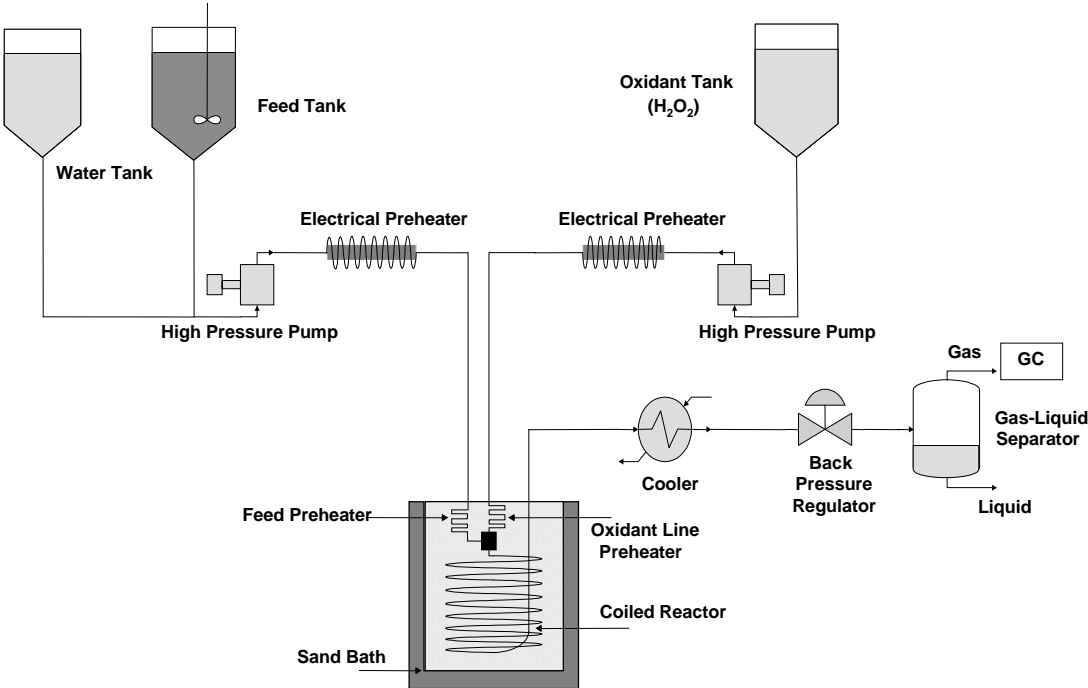 Oxidant Tank
(H₂O₂)
Feed Tank
Water Tank
Electrical Preheater
Electrical Preheater
High Pressure Pump
High Pressure Pump
Gas
GC
Gas-Liquid
Separator
Back
Pressure
Regulator
Cooler
Liquid
Feed Preheater
Oxidant Line
Preheater
Coiled Reactor
Sand Bath